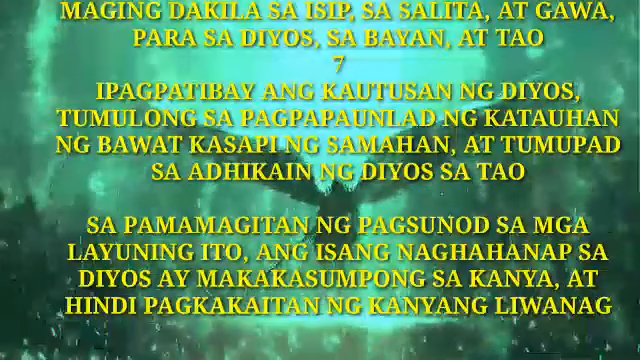 MAGING DAKILA SA ISIP, SA SALITA, AT GAWA,
PARA SA DIYOS, SA BAYAN, AT TAO
7
IPAGPATIBAY ANG KAUTUSAN NG DIYOS,
TUMULONG SA PAGPAPAUNLAD NG KATAUHAN
NG BAWAT KASAPI NG SAMAHAN, AT TUMUPAD
SA ADHIKAIN NG DIYOS SA TAO
SA PAMAMAGITAN NG PAGSUNOD SA MGA
LAYUNING ITO, ANG ISANG NAGHAHANAP SA
DIYOS AY MAKAKASUMPONG SA KANYA, AT
HINDI PAGKAKAITAN NG KANYANG LIWANAG